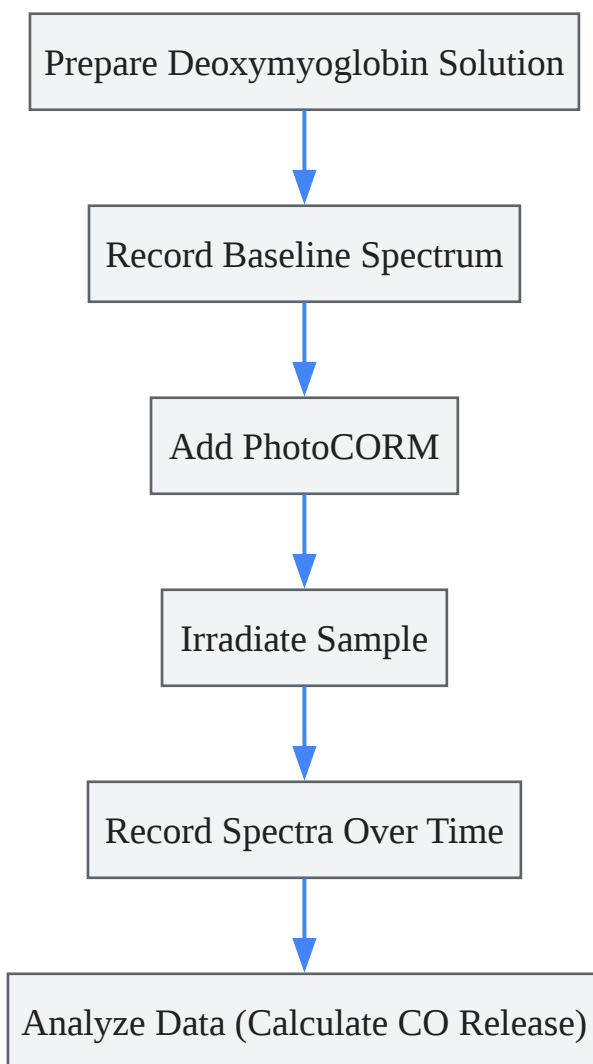 Prepare Deoxymyoglobin Solution
Record Baseline Spectrum
Add PhotoCORM
Irradiate Sample
Record Spectra Over Time
Analyze Data (Calculate CO Release)